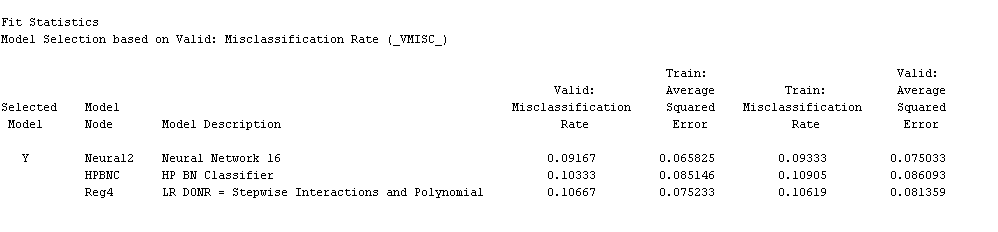 Fit Statistics
Model Selection based on Valid: Misclassification Rate (_VMISC_)
Train: Valid:
Valid: Average Train: Average
Selected Model Misclassification Squared Misclassification Squared
Model Node Model Description Rate Error Rate Error
Y Neural2 Neural Network 16 0.09167 0.065825 0.09333 0.075033
HPBNC HP BN Classifier 0.10333 0.085146 0.10905 0.086093
Reg4 LR DONR = Stepwise Interactions and Polynomial 0.10667 0.075233 0.10619 0.081359